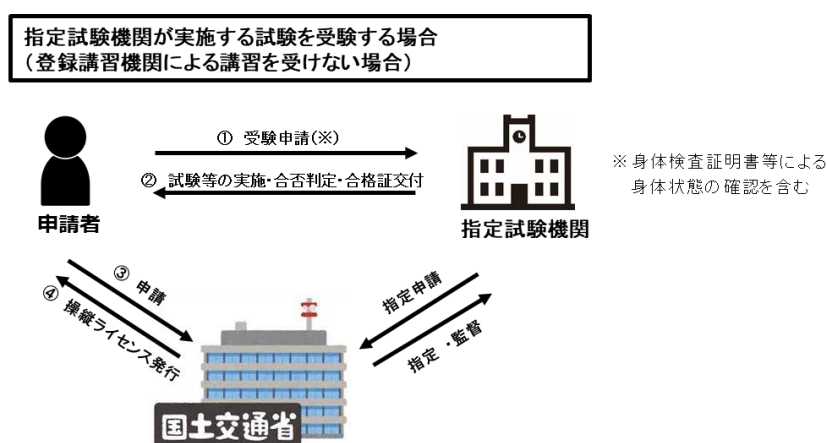 指定試験機関が実施する試験を受験する場合
（登録講習機関による講習を受けない場合）
① 受験申請(※)
② 試験等の実施・合否判定・合格証交付
申請者
指定試験機関
※ 身体検査証明書等による
身体状態の確認を含む
③ 申請
④ 操縦ライセンス発行
指定申請
指定・監督
国土交通省